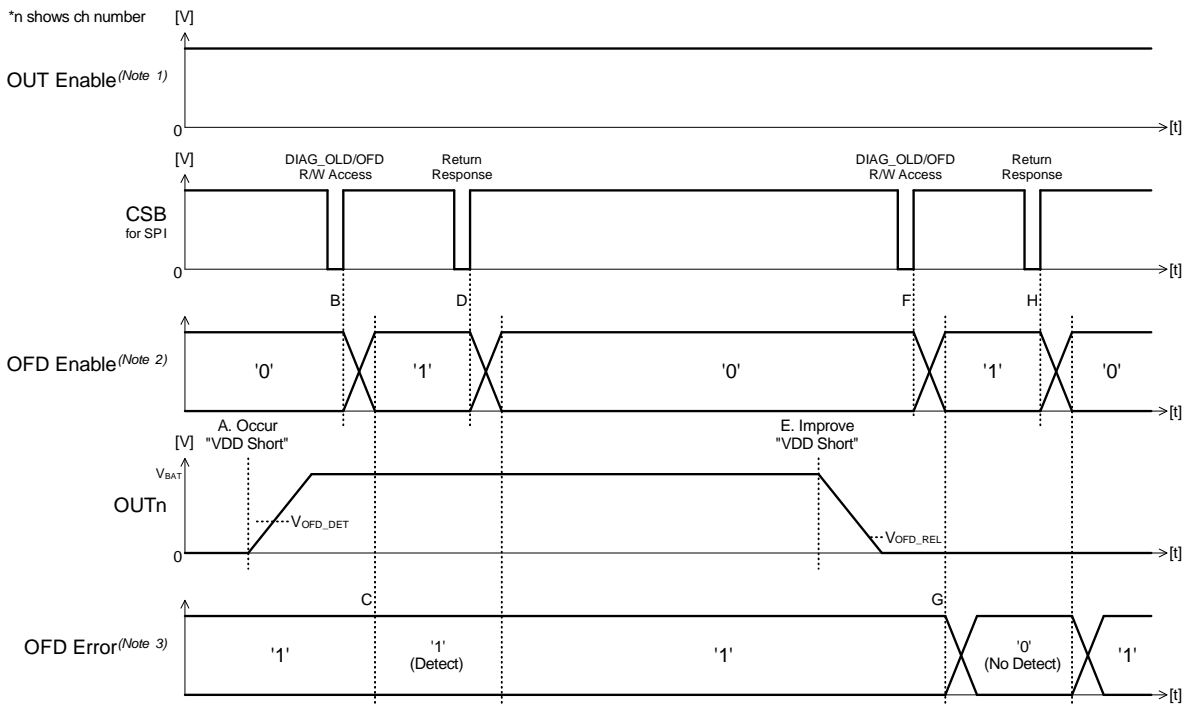 *n shows ch number
[V]
OUT Enable(Note 1)
0
[t]
[V]
DIAG_OLD/OFD
R/W Access
Return
Response
DIAG_OLD/OFD
R/W Access
Return
Response
CSB
for SPI
0
[t]
B
D
F
H
OFD Enable(Note 2)
'0'
'1'
'0'
'1'
'0'
[t]
A. Occur
"VDD Short"
E. Improve
"VDD Short"
[V]
VBAT
OUTn
VOFD_DET
VOFD_REL
0
[t]
C
G
OFD Error(Note 3)
'1'
'1'
(Detect)
'1'
'0'
(No Detect)
'1'
[t]